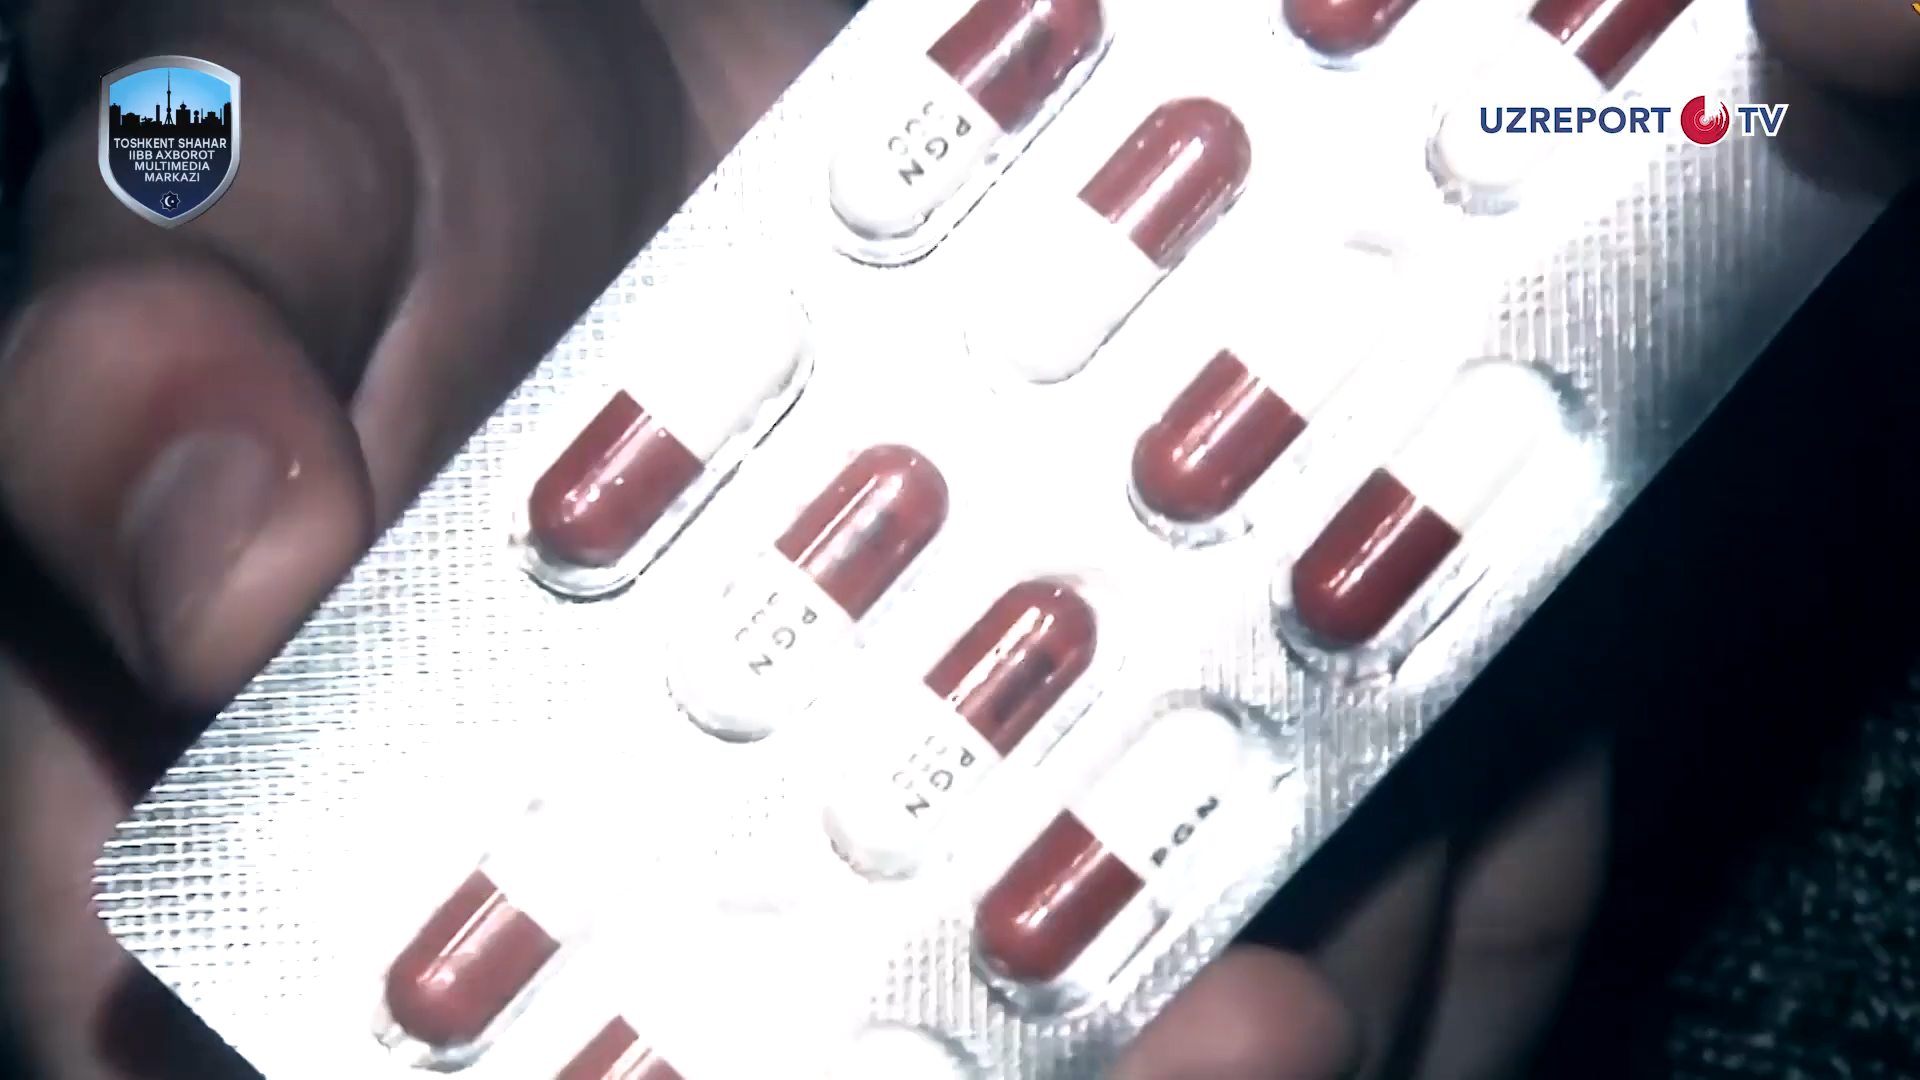 TOSHKENT SHAHAR
IIBB AXBOROT
MULTIMEDIA
MARKAZI
UZREPORT TV
PGN
PGN
PGN
PGN